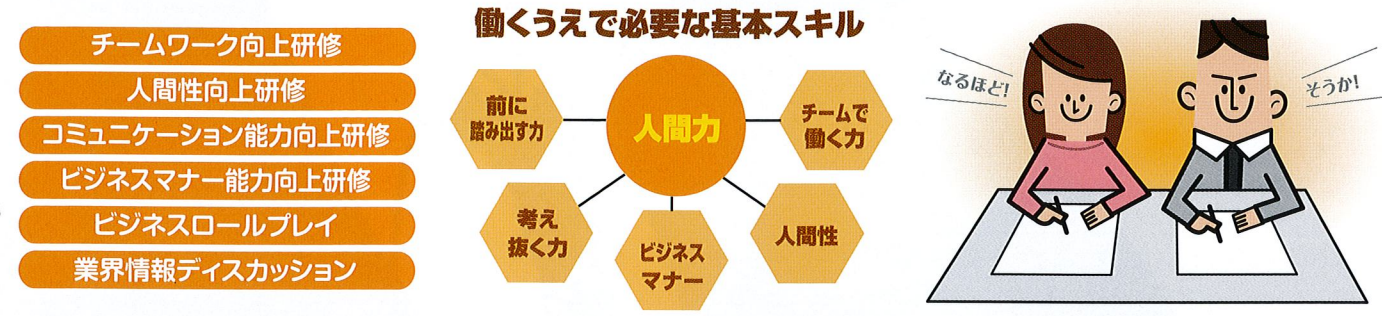 チームワーク向上研修
人間性向上研修
コミュニケーション能力向上研修
ビジネスマナー能力向上研修
ビジネスロールプレイ
業界情報ディスカッション
働くうえで必要な基本スキル
前に
踏み出す力
人間力
チームで
働く力
考え
抜く力
ビジネス
マナー
人間性
なるほど!
そうか!